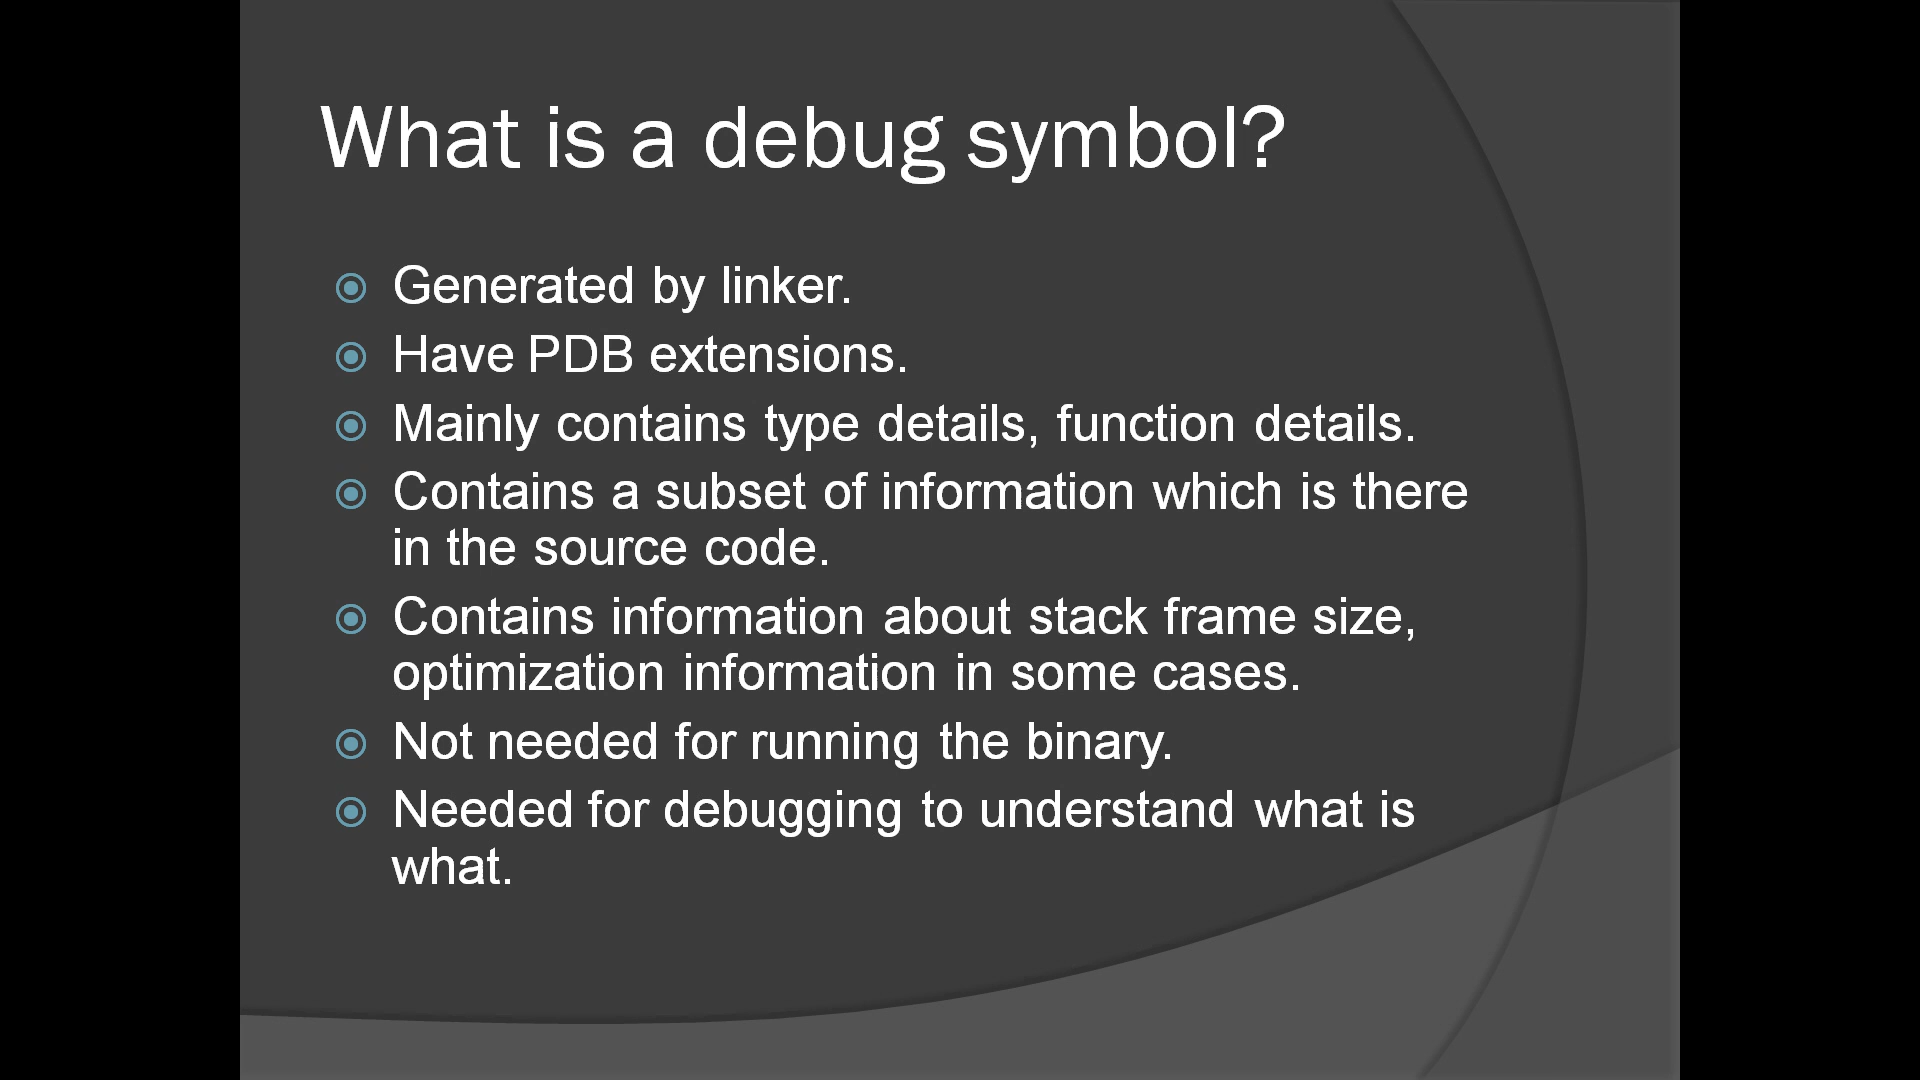 What is a debug symbol?
Generated by linker.
Have PDB extensions.
Mainly contains type details, function details.
Contains a subset of information which is there
in the source code.
Contains information about stack frame size,
optimization information in some cases.
Not needed for running the binary.
Needed for debugging to understand what is
what.